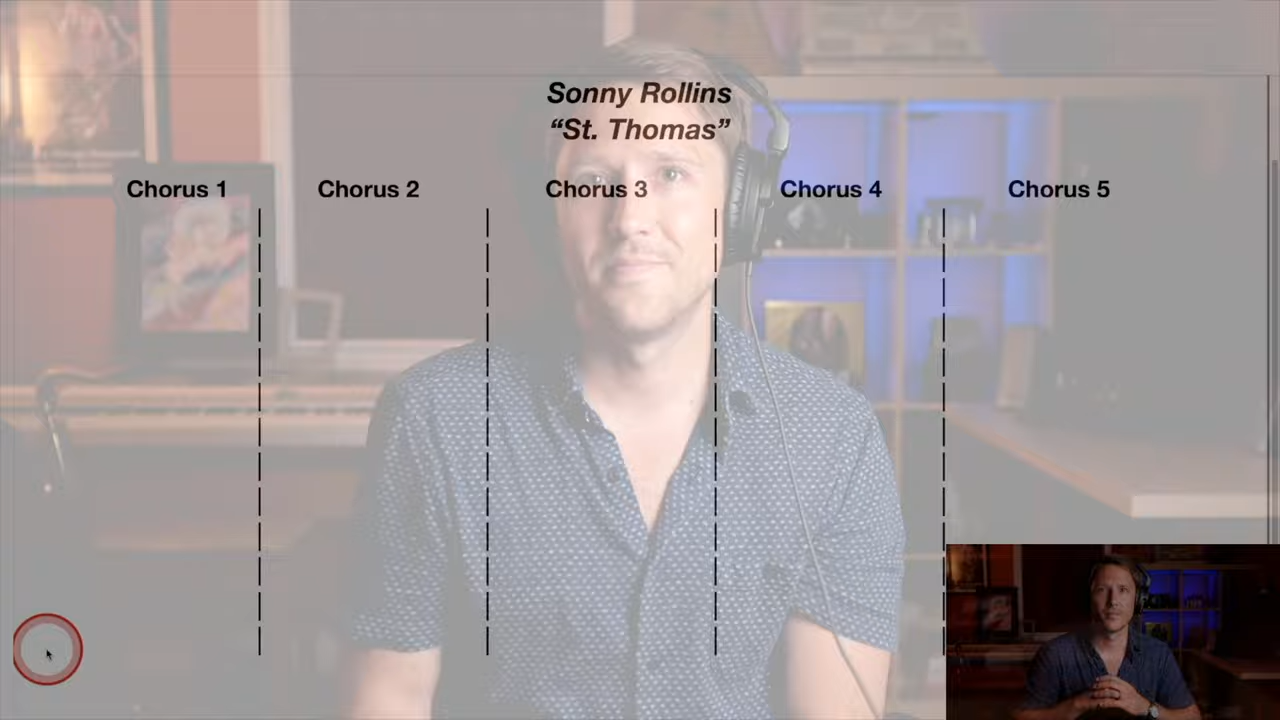 Sonny Rollins
“St. Thomas”
Chorus 1
Chorus 2
Chorus 3
Chorus 4
Chorus 5